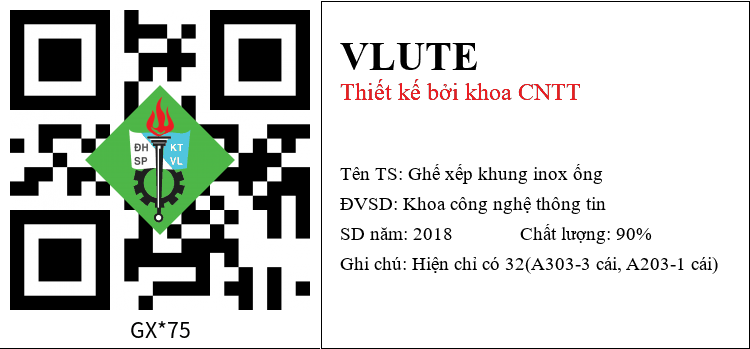 ĐH KT
SP VL
GX*75
VLUTE
Thiết kế bởi khoa CNTT
Tên TS: Ghế xếp khung inox ống
ĐVSD: Khoa công nghệ thông tin
SD năm: 2018 Chất lượng: 90%
Ghi chú: Hiện chỉ có 32(A303-3 cái, A203-1 cái)